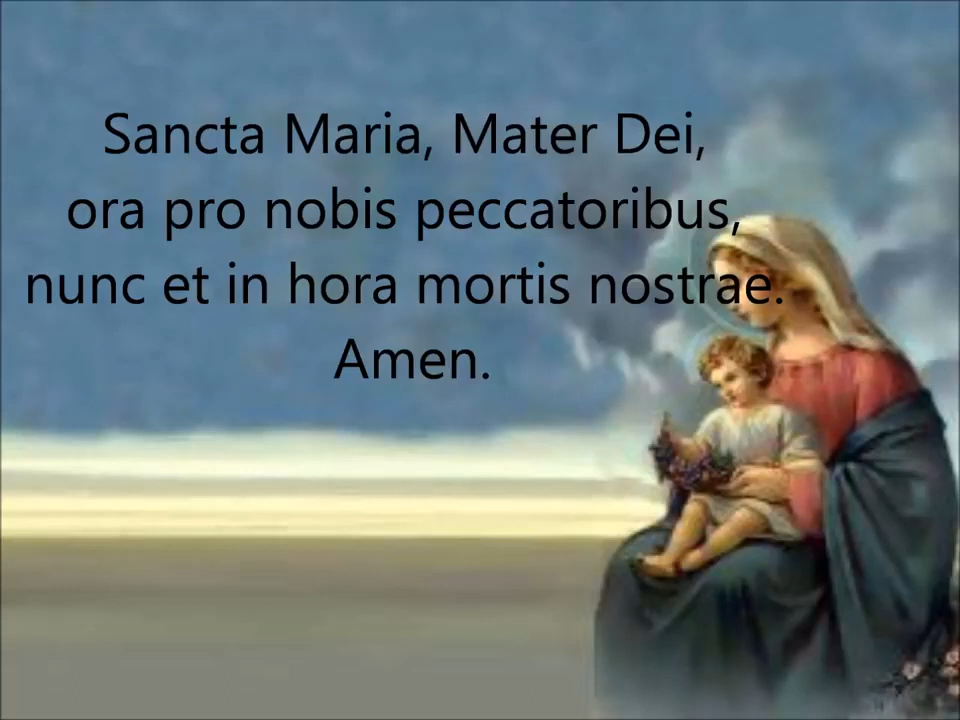 Sancta Maria, Mater Dei,
ora pro nobis peccatoribus,
nunc et in hora mortis nostrae.
Amen.